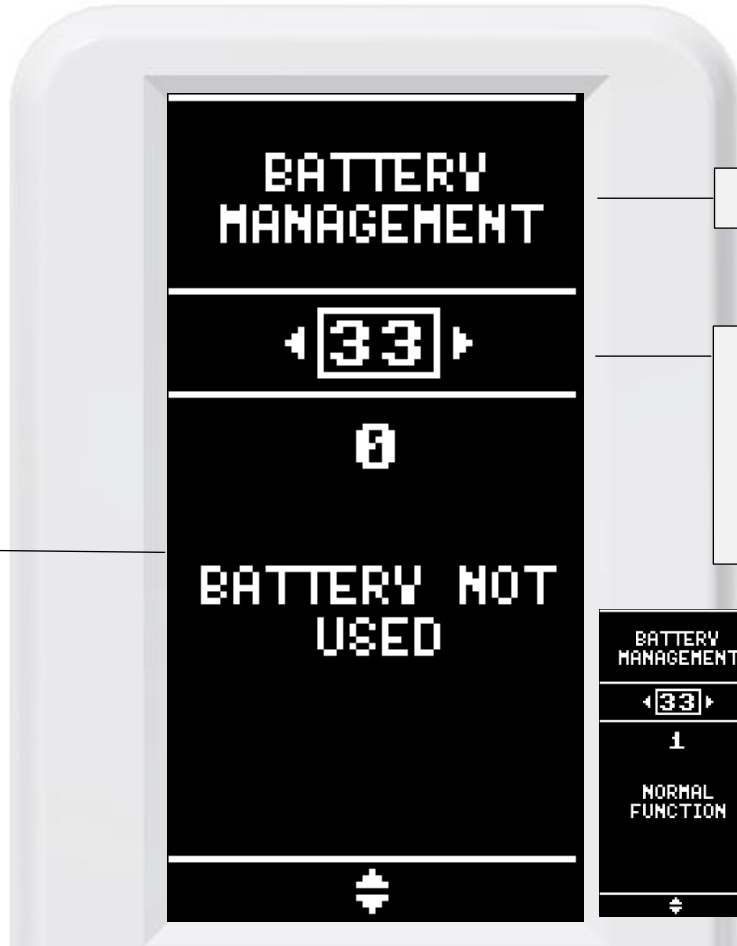 BATTERY
MANAGEMENT
33
0
BATTERY NOT
USED
BATTERY
MANAGEMENT
33
1
NORMAL
FUNCTION